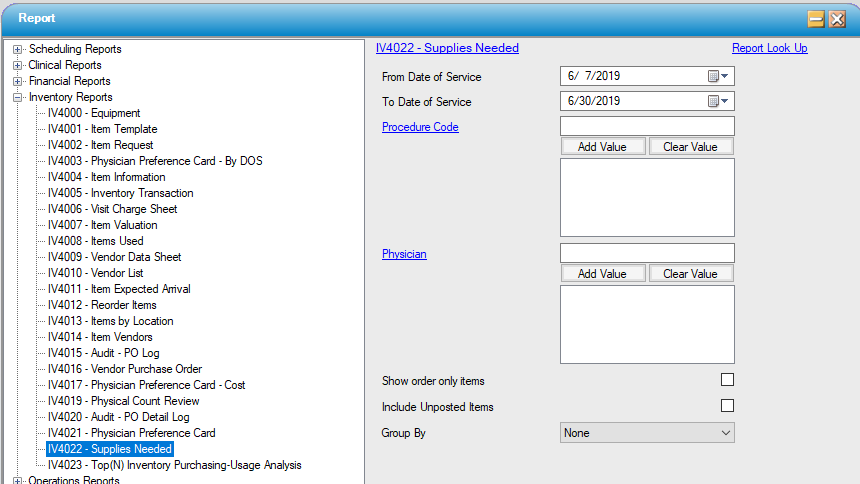 Report
Scheduling Reports
Clinical Reports
Financial Reports
Inventory Reports
IV4000 - Equipment
IV4001 - Item Template
IV4002 - Item Request
IV4003 - Physician Preference Card - By DOS
IV4004 - Item Information
IV4005 - Inventory Transaction
IV4006 - Visit Charge Sheet
IV4007 - Item Valuation
IV4008 - Items Used
IV4009 - Vendor Data Sheet
IV4010 - Vendor List
IV4011 - Item Expected Arrival
IV4012 - Reorder Items
IV4013 - Items by Location
IV4014 - Item Vendors
IV4015 - Audit - PO Log
IV4016 - Vendor Purchase Order
IV4017 - Physician Preference Card - Cost
IV4019 - Physical Count Review
IV4020 - Audit - PO Detail Log
IV4021 - Physician Preference Card
IV4022 - Supplies Needed
IV4023 - Top(N) Inventory Purchasing-Usage Analysis
Operations Reports
IV4022 - Supplies Needed Report Look Up
From Date of Service 6/ 7/2019
To Date of Service 6/30/2019
Procedure Code
Add Value Clear Value
Physician
Add Value Clear Value
Show order only items
Include Unposted Items
Group By None